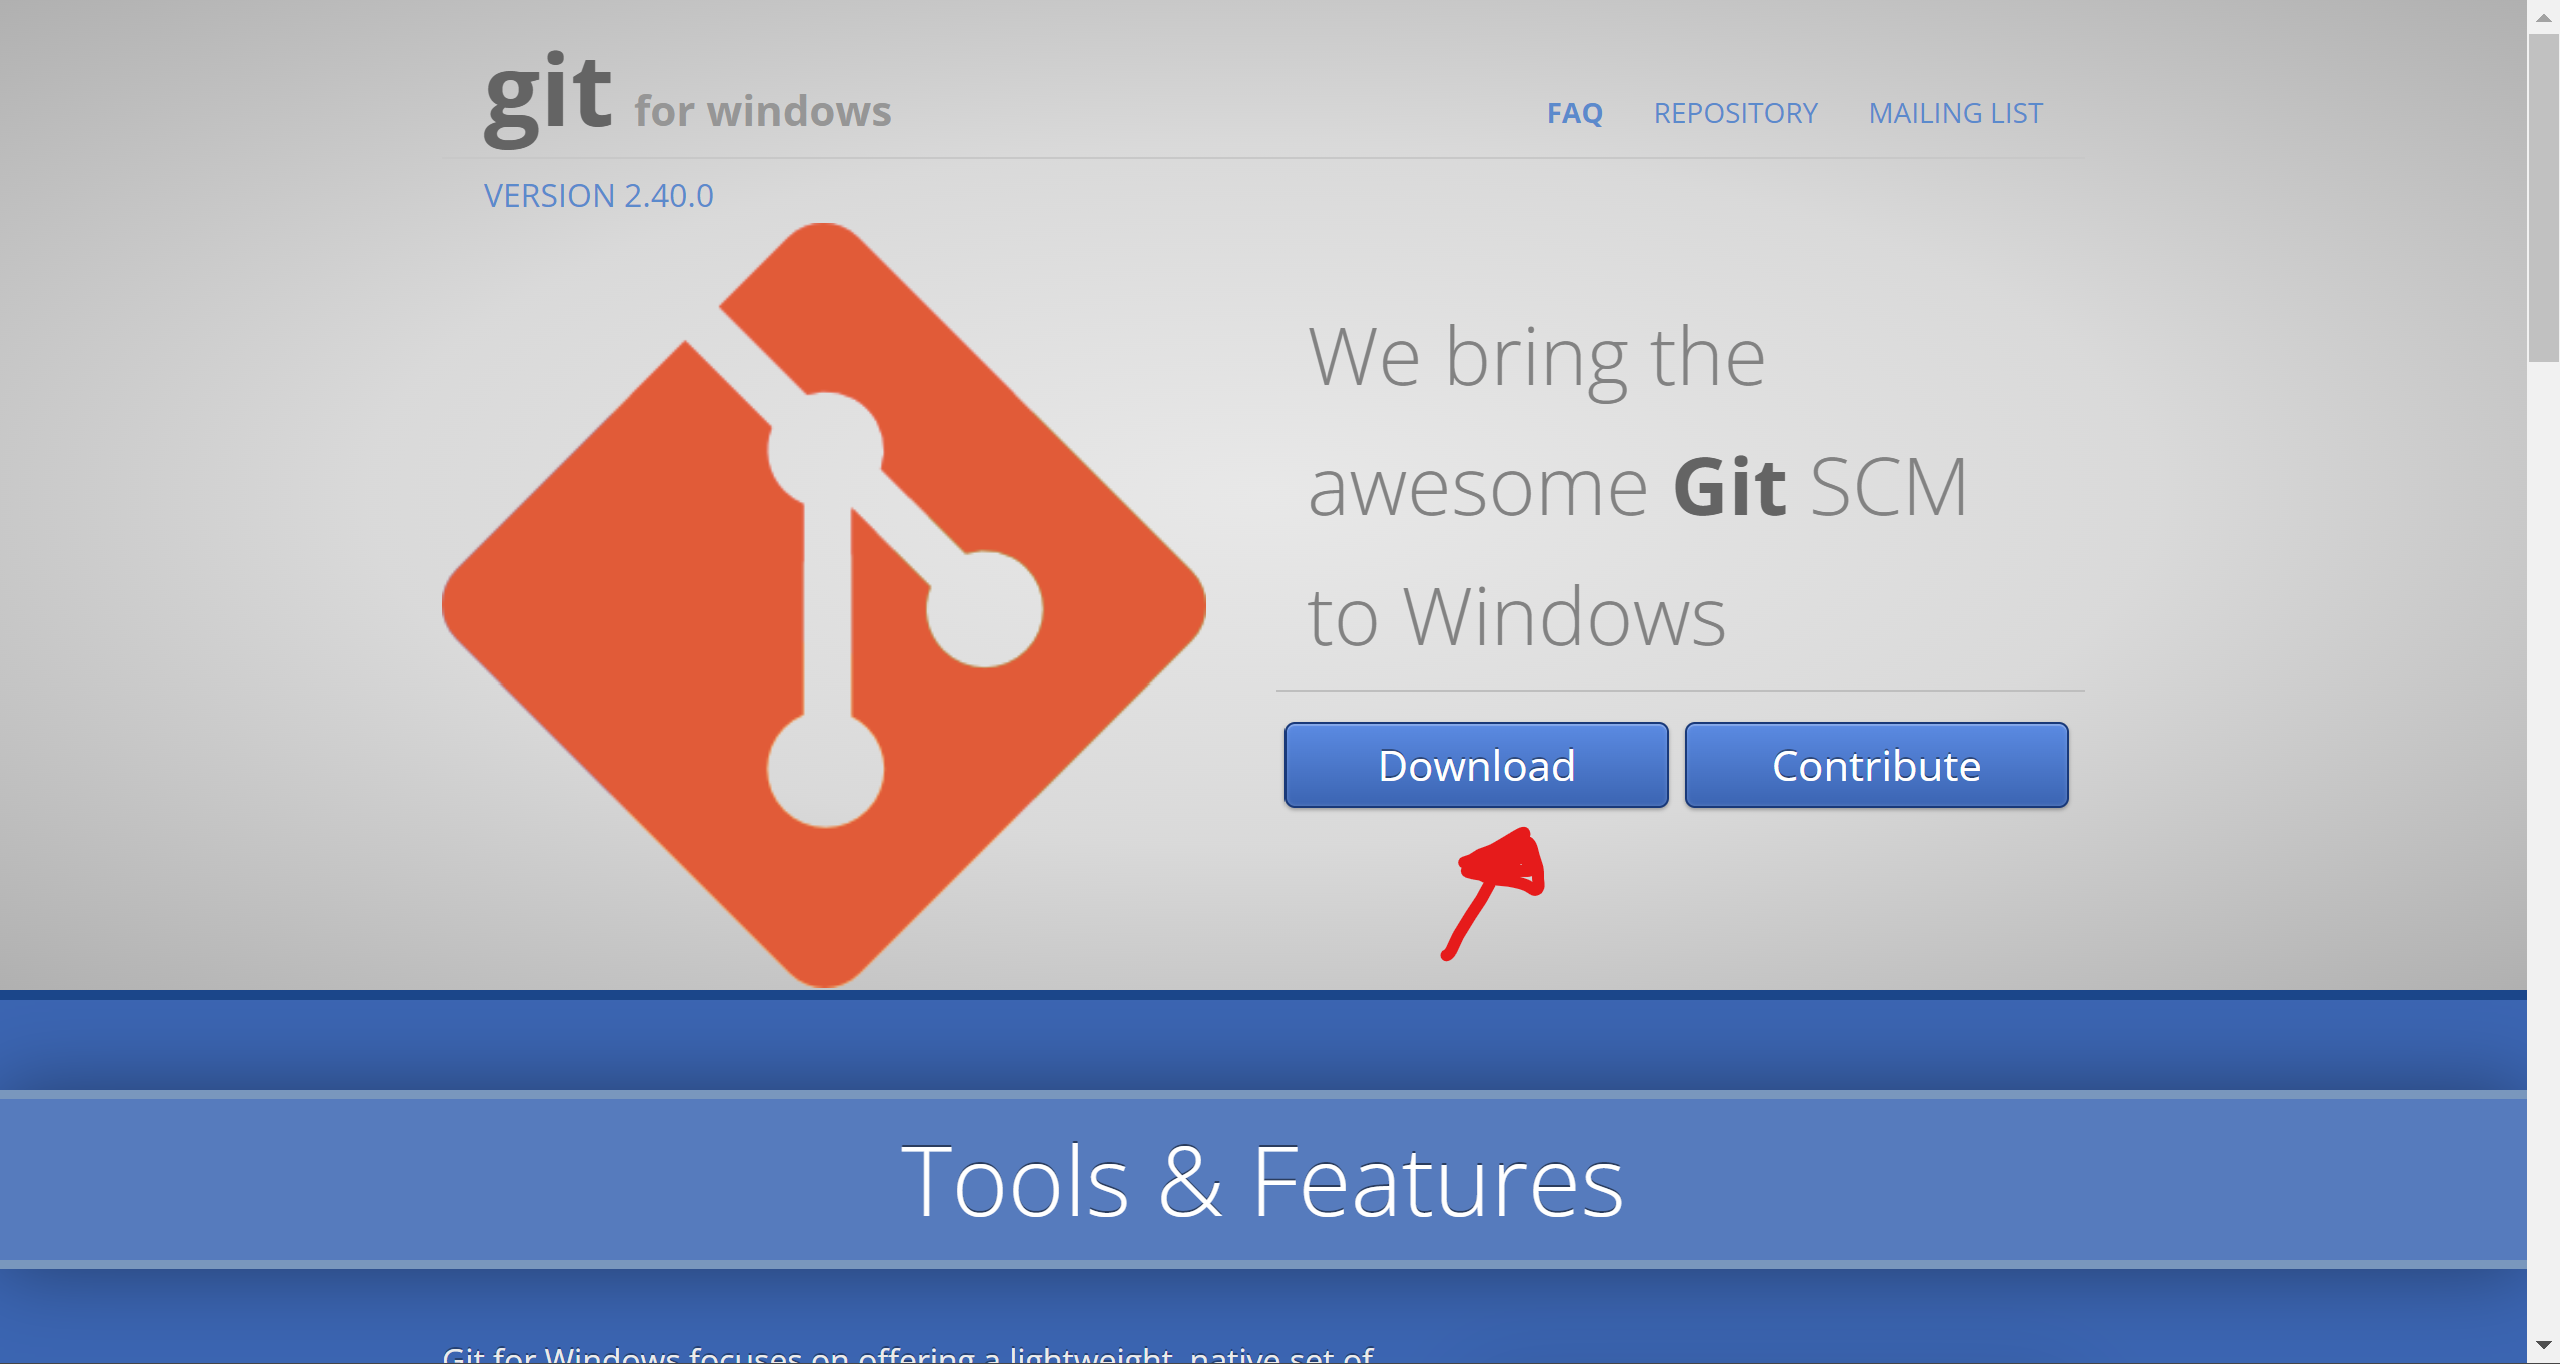 git for windows
FAQ REPOSITORY MAILING LIST
VERSION 2.40.0
We bring the
awesome Git SCM
to Windows
Download Contribute
Tools & Features
Git for Windows focuses on offering a lightweight, native set of